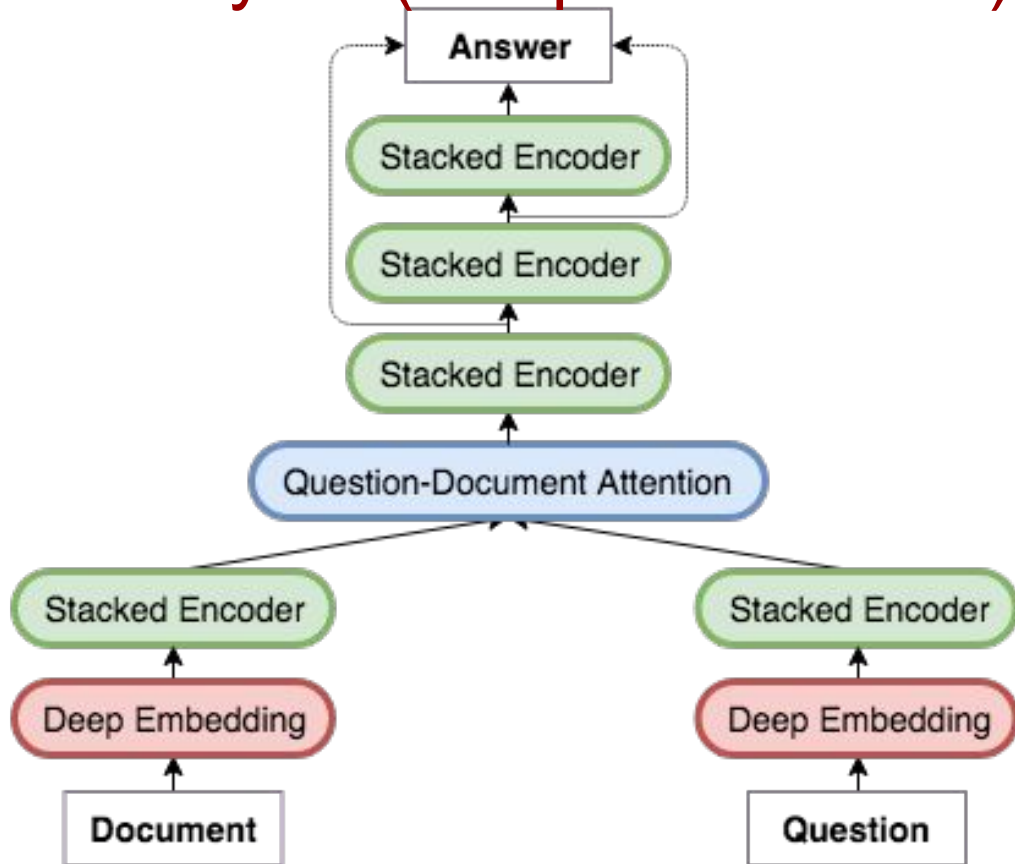 Answer
Stacked Encoder
Stacked Encoder
Stacked Encoder
Question-Document Attention
Stacked Encoder
Stacked Encoder
Deep Embedding
Deep Embedding
Document
Question